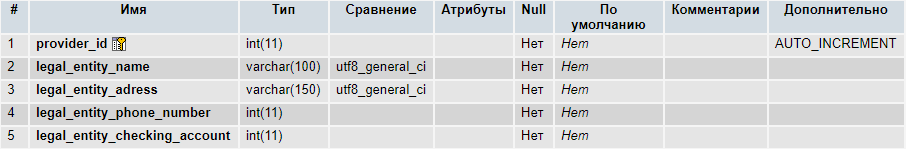 # Имя Тип Сравнение Атрибуты Null По умолчанию Комментарии Дополнительно
1 provider_id int(11) Нет Нет AUTO_INCREMENT
2 legal_entity_name varchar(100) utf8_general_ci Нет Нет
3 legal_entity_adress varchar(150) utf8_general_ci Нет Нет
4 legal_entity_phone_number int(11) Нет Нет
5 legal_entity_checking_account int(11) Нет Нет